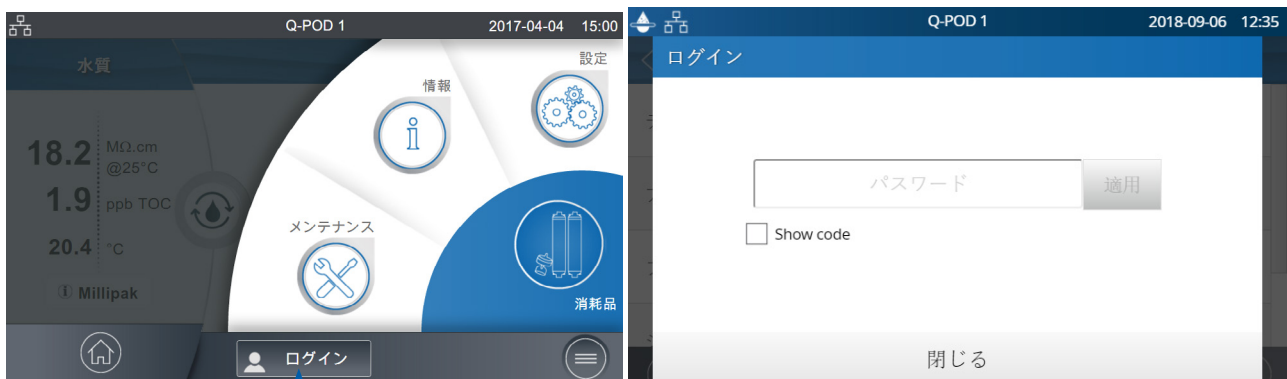 Q-POD 1
2017-04-04 15:00
水質
18.2 MΩ.cm
@25°C
1.9 ppb TOC
20.4 °C
Millipak
設定
情報
メンテナンス
消耗品
ログイン
Q-POD 1
2018-09-06 12:35
ログイン
パスワード
適用
Show code
閉じる